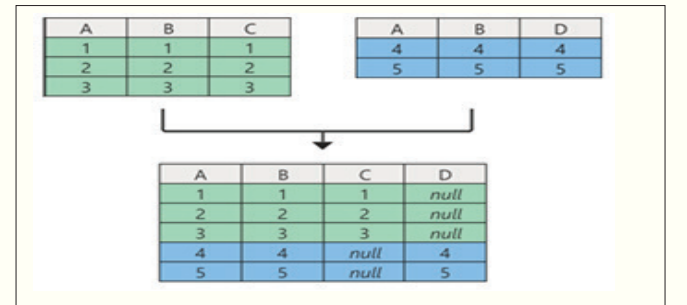 A B C
1 1 1
2 2 2
3 3 3
A B D
4 4 4
5 5 5
A B C D
1 1 1 null
2 2 2 null
3 3 3 null
4 4 null 4
5 5 null 5